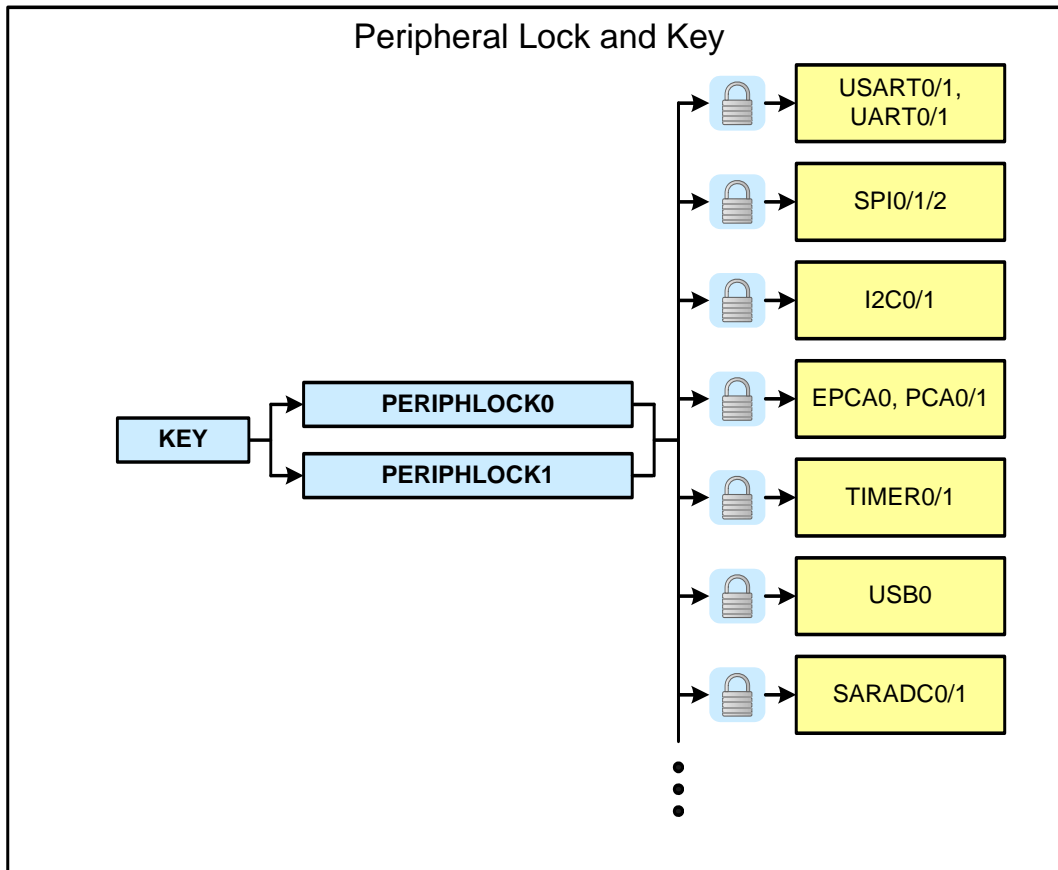 Peripheral Lock and Key
USART0/1,
UART0/1
SPI0/1/2
I2C0/1
EPCA0, PCA0/1
KEY
PERIPHLOCK0
PERIPHLOCK1
TIMER0/1
USB0
SARADC0/1